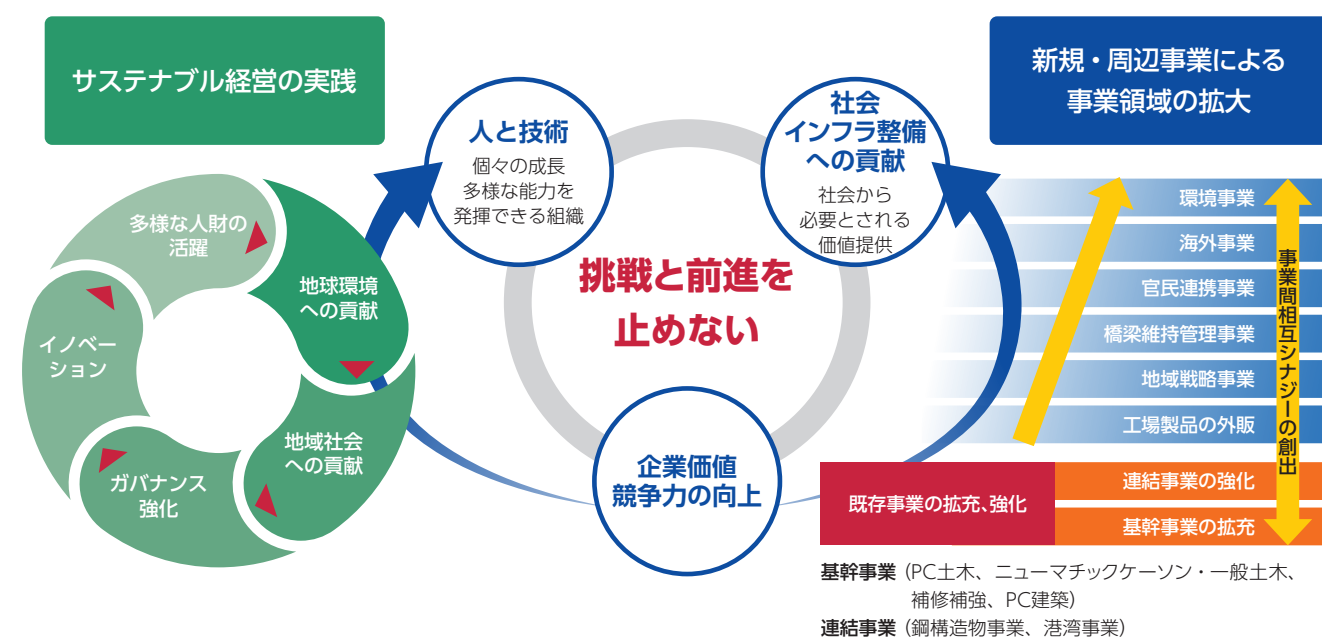 サステナブル経営の実践
多様な人財の
活躍
地球環境
への貢献
イノベー
ション
地域社会
への貢献
ガバナンス
強化
人と技術
個々の成長
多様な能力を
発揮できる組織
社会
インフラ整備
への貢献
社会から
必要とされる
価値提供
挑戦と前進を
止めない
企業価値
競争力の向上
新規・周辺事業による
事業領域の拡大
環境事業
海外事業
官民連携事業
橋梁維持管理事業
地域戦略事業
工場製品の外販
事業間相互シナジーの創出
既存事業の拡充、強化
連結事業の強化
基幹事業の拡充
基幹事業（PC土木、ニューマチックケーソン・一般土木、
補修補強、PC建築）
連結事業（鋼構造物事業、港湾事業）